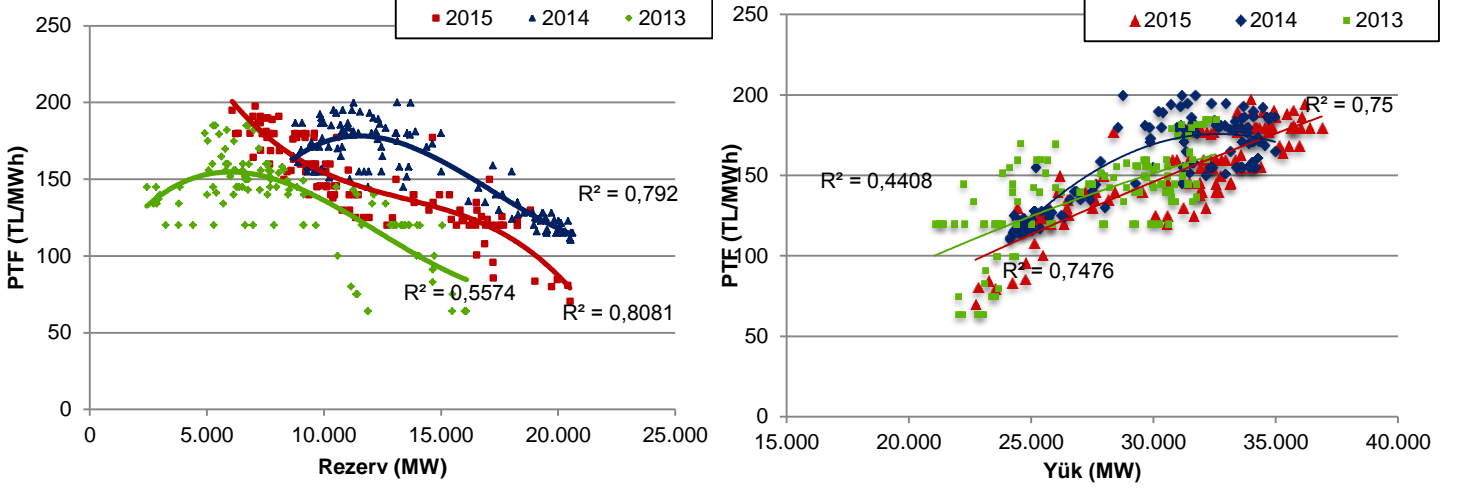 2015 2014 2013
250
200
150
100
50
0
PTF (TL/MWh)
R² = 0,792
R² = 0,5574
R² = 0,8081
0 5.000 10.000 15.000 20.000 25.000
Rezerv (MW)
2015 2014 2013
250
200
150
100
50
0
PTF (TL/MWh)
R² = 0,75
R² = 0,4408
R² = 0,7476
15.000 20.000 25.000 30.000 35.000 40.000
Yük (MW)